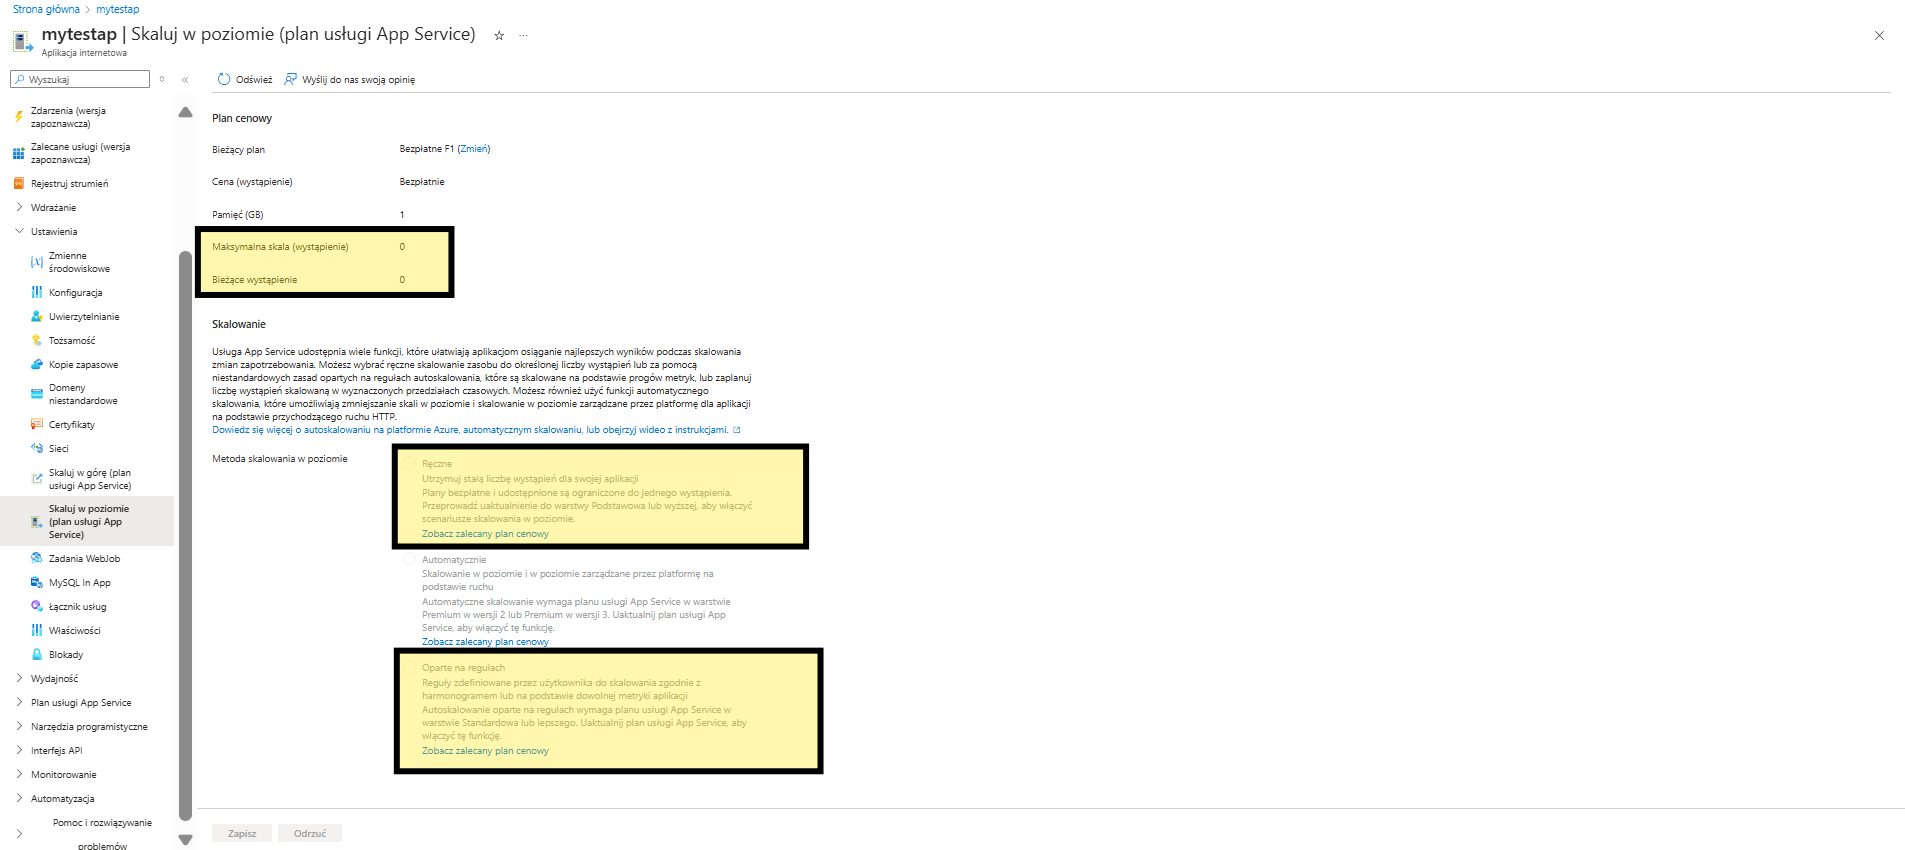 Strona główna > mytestap
mytestap | Skaluj w poziomie (plan usługi App Service)
Aplikacja internetowa
Wyszukaj
Odśwież
Wyślij do nas swoją opinię
Zdarzenia (wersja
zapoznawcza)
Zalecane usługi (wersja
zapoznawcza)
Rejestruj strumień
Wdrażanie
Ustawienia
Zmienne
środowiskowe
Konfiguracja
Uwierzytelnianie
Tożsamość
Kopie zapasowe
Domeny
niestandardowe
Certyfikaty
Sieci
Skaluj w górę (plan
usługi App Service)
Skaluj w poziomie
(plan usługi App
Service)
Zadania WebJob
MySQL In App
Łącznik usług
Właściwości
Blokady
Wydajność
Plan usługi App Service
Narzędzia programistyczne
Interfejs API
Monitorowanie
Automatyzacja
Pomoc i rozwiązywanie
problemów
Plan cenowy
Bieżący plan Bezpłatne F1 (Zmień)
Cena (wystąpienie) Bezpłatnie
Pamięć (GB) 1
Maksymalna skala (wystąpienie) 0
Bieżące wystąpienie 0
Skalowanie
Usługa App Service udostępnia wiele funkcji, które ułatwiają aplikacjom osiąganie najlepszych wyników podczas skalowania
zmian zapotrzebowania. Możesz wybrać ręczne skalowanie zasobu do określonej liczby wystąpień lub za pomocą
niestandardowych zasad opartych na regułach autoskalowania, które są skalowane na podstawie progów metryk, lub zaplanuj
liczbę wystąpień skalowaną w wyznaczonych przedziałach czasowych. Możesz również użyć funkcji automatycznego
skalowania, które umożliwiają zmniejszanie skali w poziomie i skalowanie w poziomie zarządzane przez platformę dla aplikacji
na podstawie przychodzącego ruchu HTTP.
Dowiedz się więcej o autoskalowaniu na platformie Azure, automatycznym skalowaniu, lub obejrzyj wideo z instrukcjami.
Metoda skalowania w poziomie
Ręczne
Utrzymuj stałą liczbę wystąpień dla swojej aplikacji
Plany bezpłatne i udostępnione są ograniczone do jednego wystąpienia.
Przeprowadź uaktualnienie do warstwy Podstawowa lub wyższej, aby włączyć
scenariusze skalowania w poziomie.
Zobacz zalecany plan cenowy
Automatycznie
Skalowanie w poziomie i w poziomie zarządzane przez platformę na
podstawie ruchu
Automatyczne skalowanie wymaga planu usługi App Service w warstwie
Premium w wersji 2 lub Premium w wersji 3. Uaktualnij plan usługi App
Service, aby włączyć tę funkcję.
Zobacz zalecany plan cenowy
Oparte na regułach
Reguły zdefiniowane przez użytkownika do skalowania zgodnie z
harmonogramem lub na podstawie dowolnej metryki aplikacji
Autoskalowanie oparte na regułach wymaga planu usługi App Service w
warstwie Standardowa lub lepszego. Uaktualnij plan usługi App Service, aby
włączyć tę funkcję.
Zobacz zalecany plan cenowy
Zapisz
Odrzuć